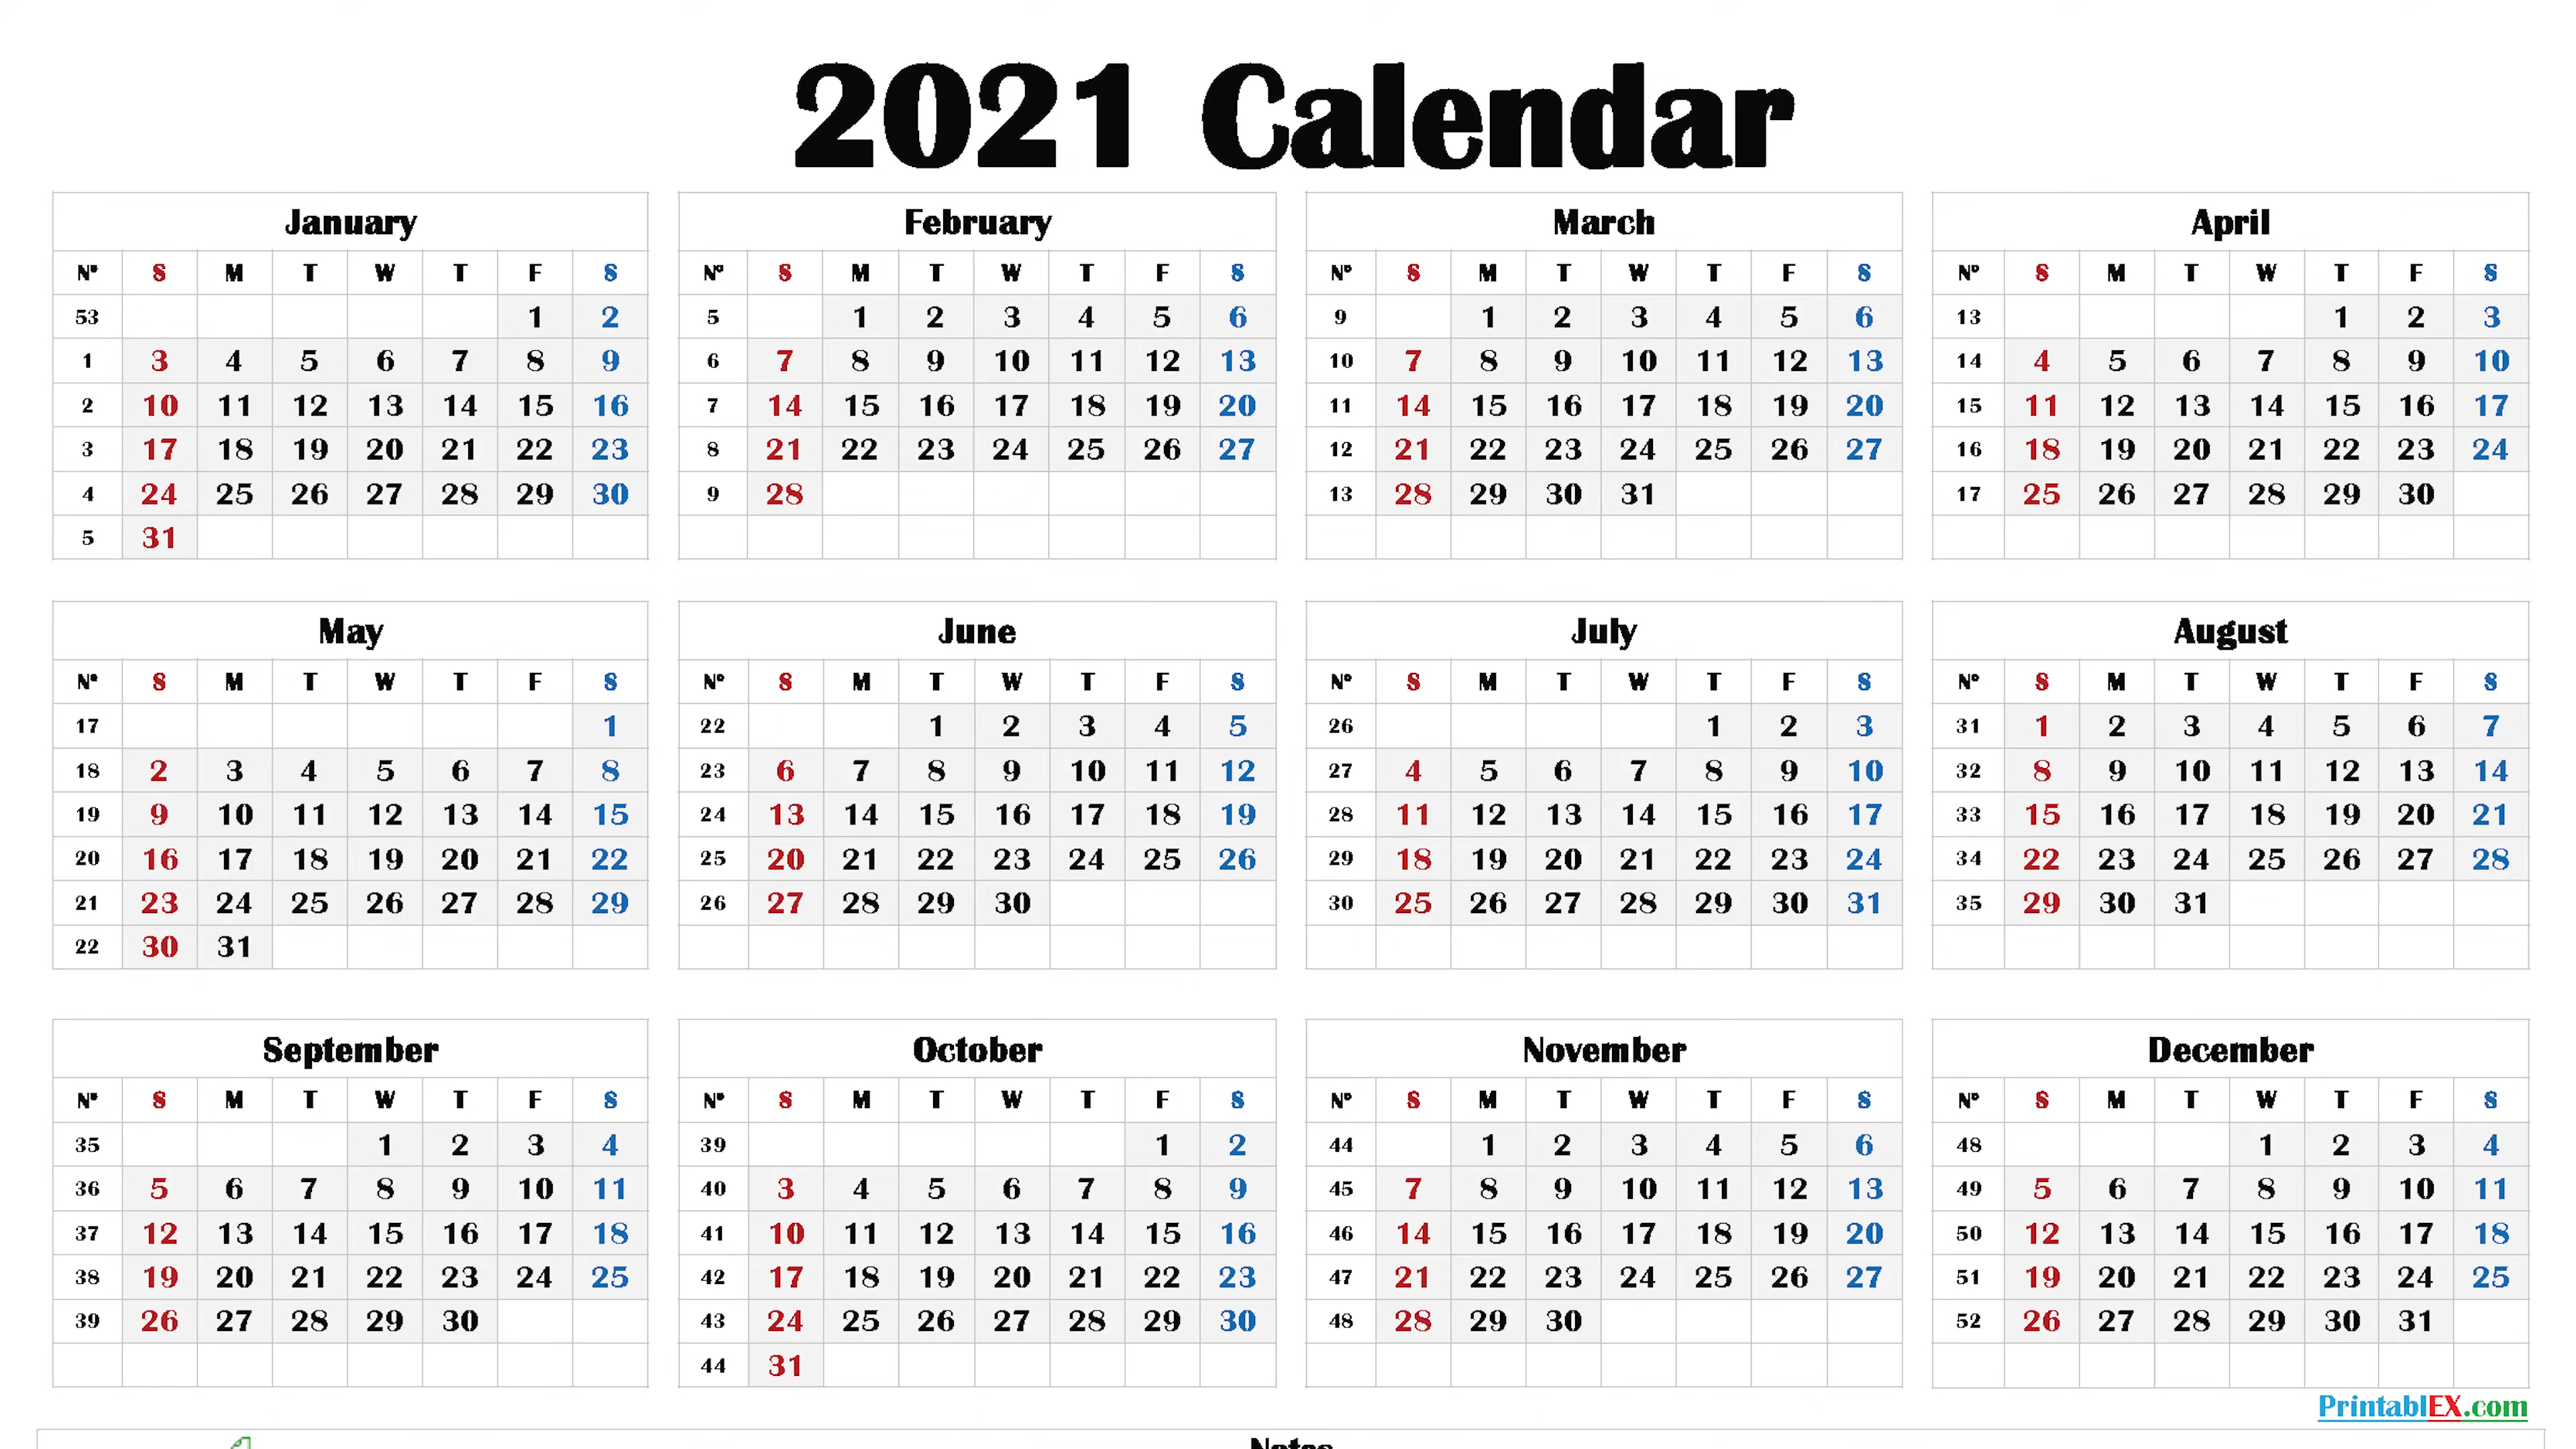 2021 Calendar
January February March April
Nº S M T W T F S Nº S M T W T F S Nº S M T W T F S Nº S M T W T F S
53 1 2 5 1 2 3 4 5 6 9 1 2 3 4 5 6 13 1 2 3
1 3 4 5 6 7 8 9 6 7 8 9 10 11 12 13 10 7 8 9 10 11 12 13 14 4 5 6 7 8 9 10
2 10 11 12 13 14 15 16 7 14 15 16 17 18 19 20 11 14 15 16 17 18 19 20 15 11 12 13 14 15 16 17
3 17 18 19 20 21 22 23 8 21 22 23 24 25 26 27 12 21 22 23 24 25 26 27 16 18 19 20 21 22 23 24
4 24 25 26 27 28 29 30 9 28 13 28 29 30 31 17 25 26 27 28 29 30
5 31
May June July August
Nº S M T W T F S Nº S M T W T F S Nº S M T W T F S Nº S M T W T F S
17 1 22 1 2 3 4 5 26 1 2 3 31 1 2 3 4 5 6 7
18 2 3 4 5 6 7 8 23 6 7 8 9 10 11 12 27 4 5 6 7 8 9 10 32 8 9 10 11 12 13 14
19 9 10 11 12 13 14 15 24 13 14 15 16 17 18 19 28 11 12 13 14 15 16 17 33 15 16 17 18 19 20 21
20 16 17 18 19 20 21 22 25 20 21 22 23 24 25 26 29 18 19 20 21 22 23 24 34 22 23 24 25 26 27 28
21 23 24 25 26 27 28 29 26 27 28 29 30 30 25 26 27 28 29 30 31 35 29 30 31
22 30 31
September October November December
Nº S M T W T F S Nº S M T W T F S Nº S M T W T F S Nº S M T W T F S
35 1 2 3 4 39 1 2 44 1 2 3 4 5 6 48 1 2 3 4
36 5 6 7 8 9 10 11 40 3 4 5 6 7 8 9 45 7 8 9 10 11 12 13 49 5 6 7 8 9 10 11
37 12 13 14 15 16 17 18 41 10 11 12 13 14 15 16 46 14 15 16 17 18 19 20 50 12 13 14 15 16 17 18
38 19 20 21 22 23 24 25 42 17 18 19 20 21 22 23 47 21 22 23 24 25 26 27 51 19 20 21 22 23 24 25
39 26 27 28 29 30 43 24 25 26 27 28 29 30 48 28 29 30 52 26 27 28 29 30 31
44 31
PrintablEX.com
Notes